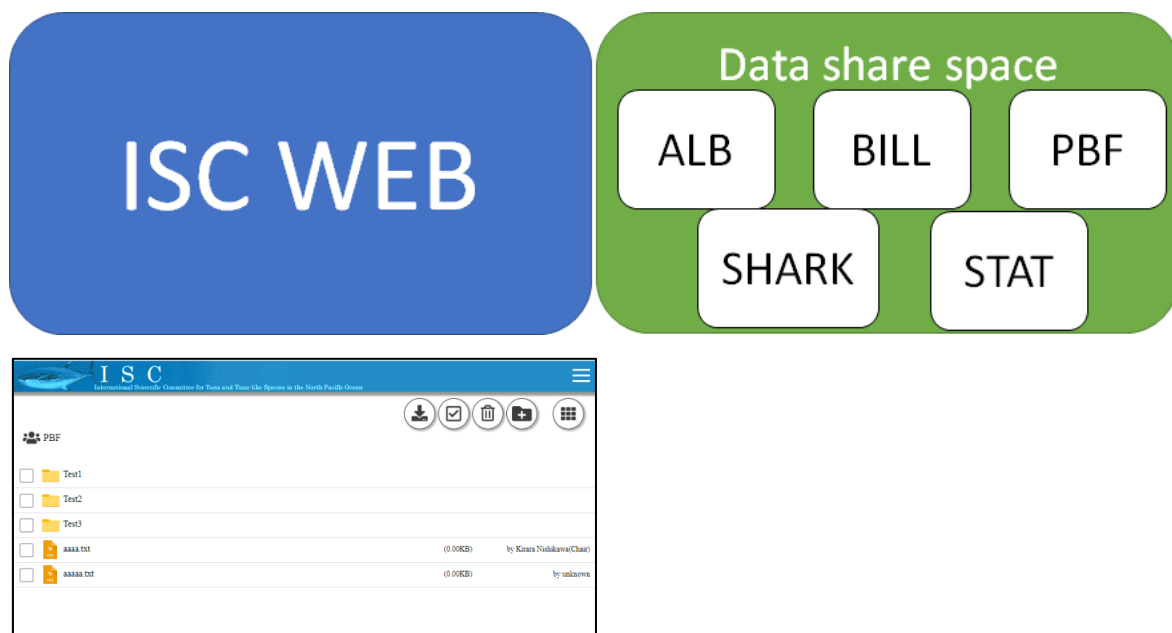 ISC WEB
Data share space
ALB
BILL
PBF
SHARK
STAT
I S C
International Scientific Committee for Tuna and Tuna-like Species in the North Pacific Ocean
PBF
Test1
Test2
Test3
aaaa.txt (0.00KB) by Kirara Nishikawa(Chair)
aaaaa.txt (0.00KB) by unknown